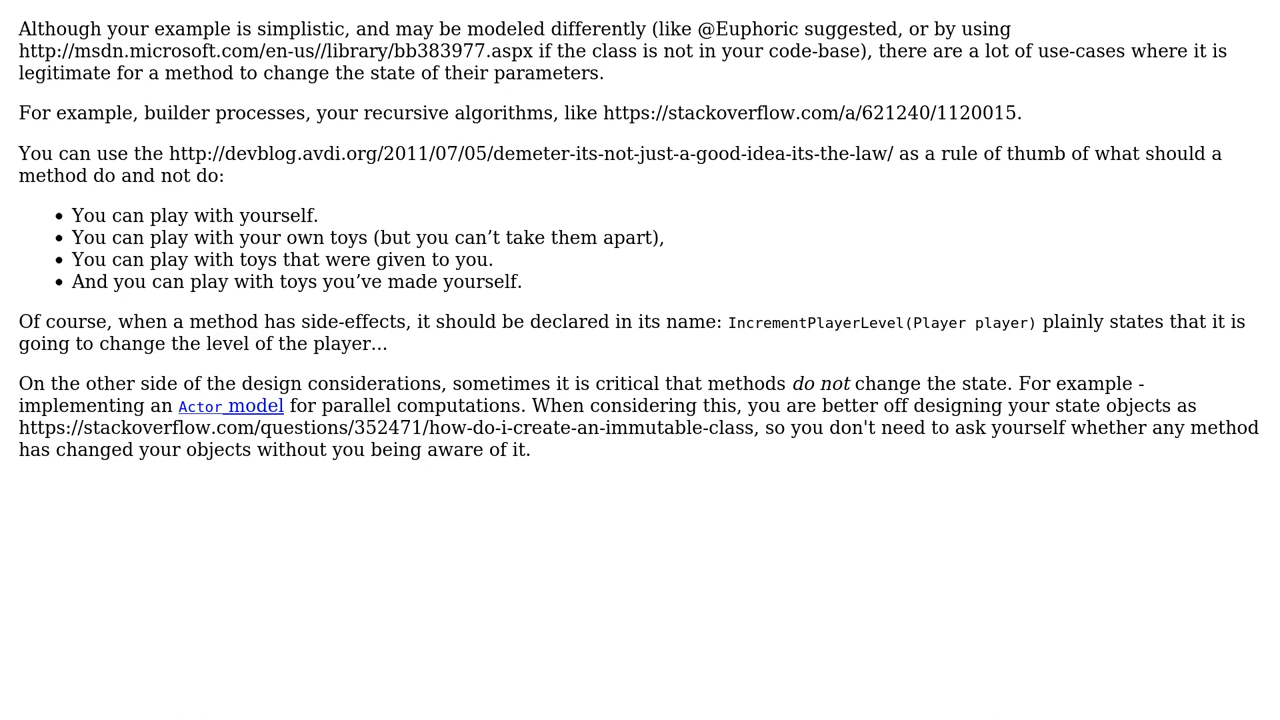 Although your example is simplistic, and may be modeled differently (like @Euphoric suggested, or by using
http://msdn.microsoft.com/en-us//library/bb383977.aspx if the class is not in your code-base), there are a lot of use-cases where it is
legitimate for a method to change the state of their parameters.
For example, builder processes, your recursive algorithms, like https://stackoverflow.com/a/621240/1120015.
You can use the http://devblog.avdi.org/2011/07/05/demeter-its-not-just-a-good-idea-its-the-law/ as a rule of thumb of what should a
method do and not do:
• You can play with yourself.
• You can play with your own toys (but you can’t take them apart),
• You can play with toys that were given to you.
• And you can play with toys you’ve made yourself.
Of course, when a method has side-effects, it should be declared in its name: IncrementPlayerLevel(Player player) plainly states that it is
going to change the level of the player...
On the other side of the design considerations, sometimes it is critical that methods do not change the state. For example -
implementing an Actor model for parallel computations. When considering this, you are better off designing your state objects as
https://stackoverflow.com/questions/352471/how-do-i-create-an-immutable-class, so you don't need to ask yourself whether any method
has changed your objects without you being aware of it.